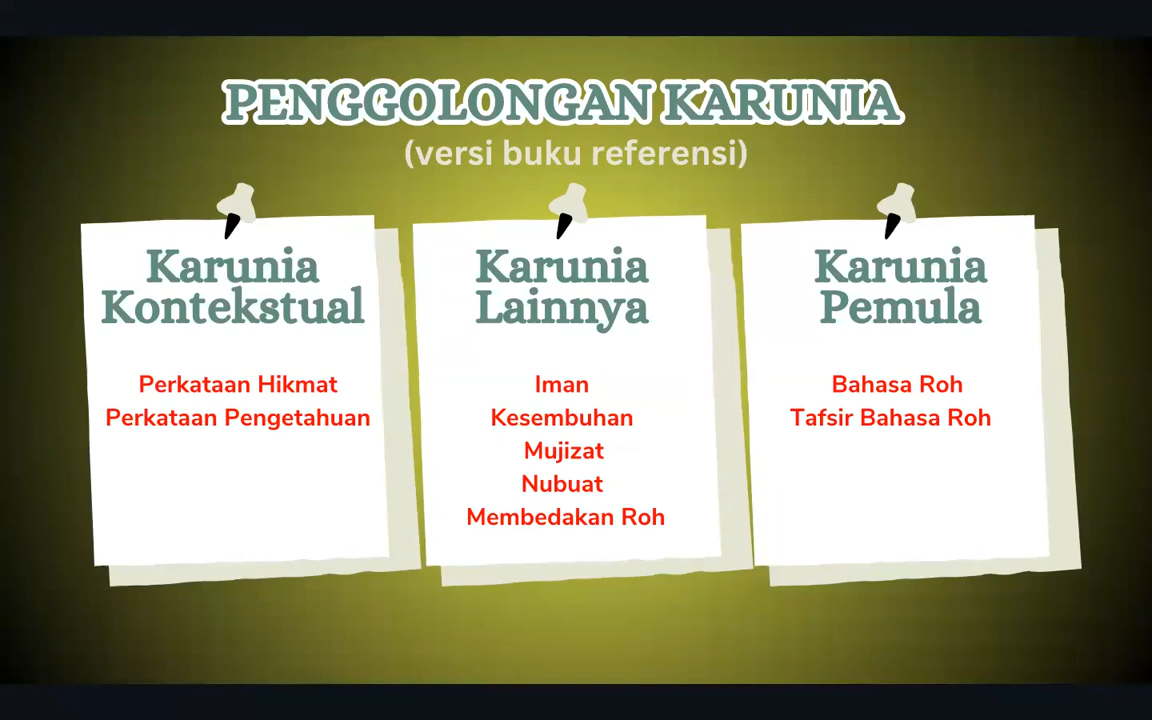 PENGGOLONGAN KARUNIA
(versi buku referensi)
Karunia
Kontekstual
Perkataan Hikmat
Perkataan Pengetahuan
Karunia
Lainnya
Iman
Kesembuhan
Mujizat
Nubuat
Membedakan Roh
Karunia
Pemula
Bahasa Roh
Tafsir Bahasa Roh